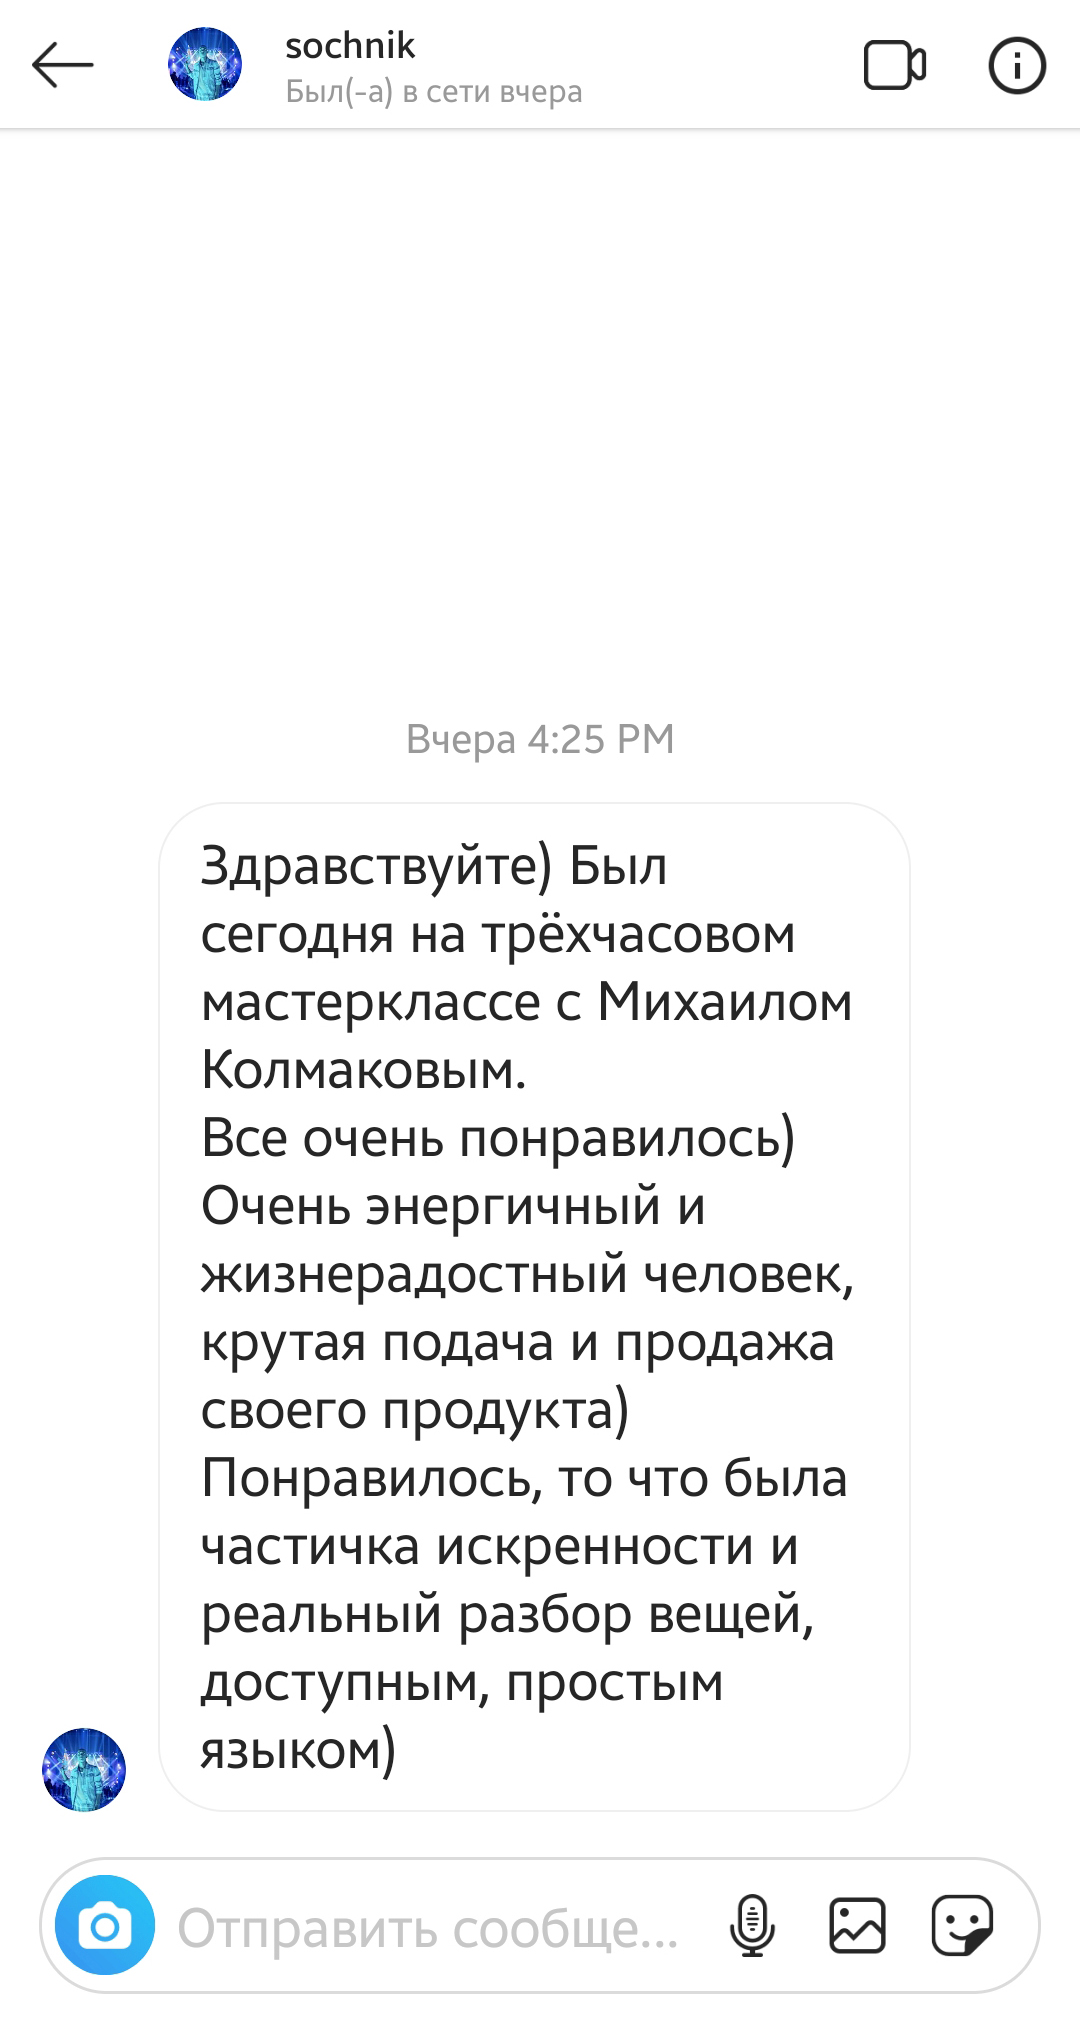 sochnik
Был(-а) в сети вчера
Вчера 4:25 PM
Здравствуйте) Был
сегодня на трёхчасовом
мастерклассе с Михаилом
Колмаковым.
Все очень понравилось)
Очень энергичный и
жизнерадостный человек,
крутая подача и продажа
своего продукта)
Понравилось, то что была
частичка искренности и
реальный разбор вещей,
доступным, простым
языком)
Отправить сообще...